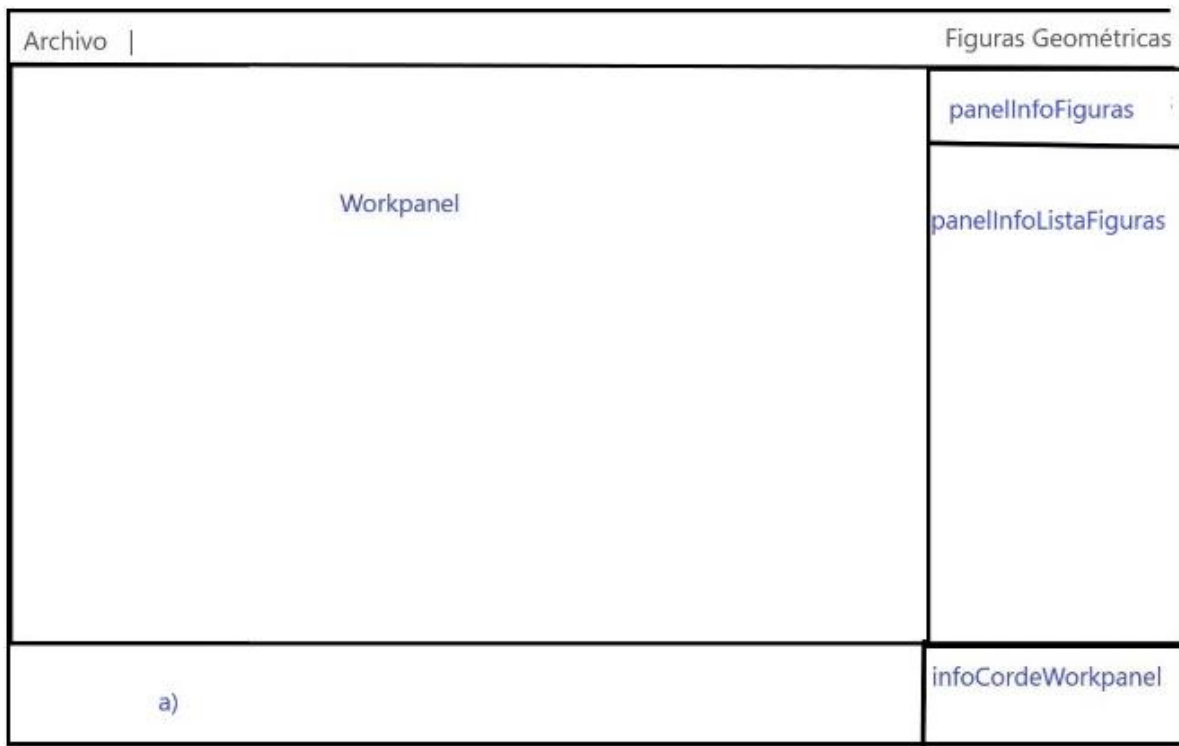 Archivo |
Figuras Geométricas
panelInfoFiguras
Workpanel
panelInfoListaFiguras
a)
infoCordeWorkpanel